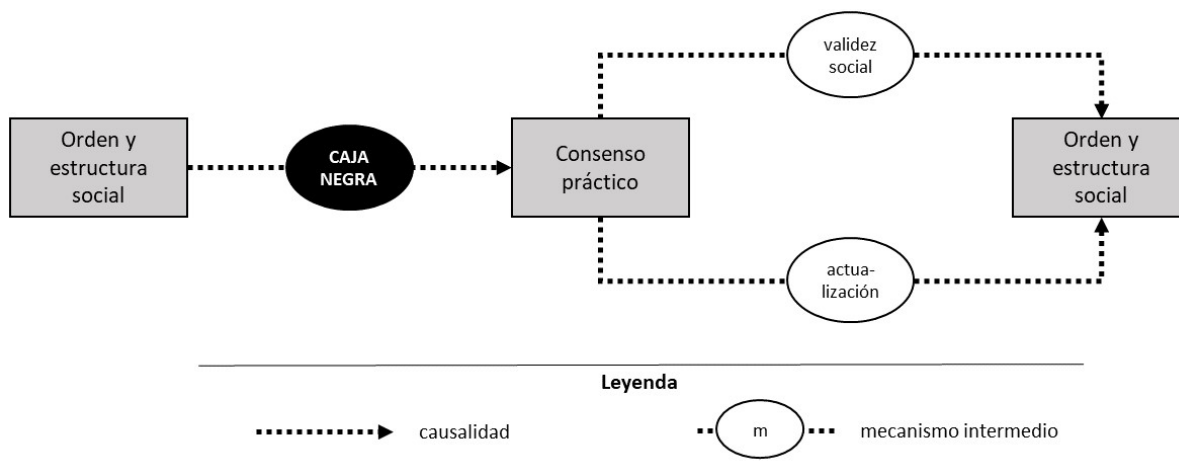 Orden y
estructura
social
CAJA
NEGRA
Consenso
práctico
validez
social
actua-
lización
Orden y
estructura
social
Leyenda
causalidad
m
mecanismo intermedio